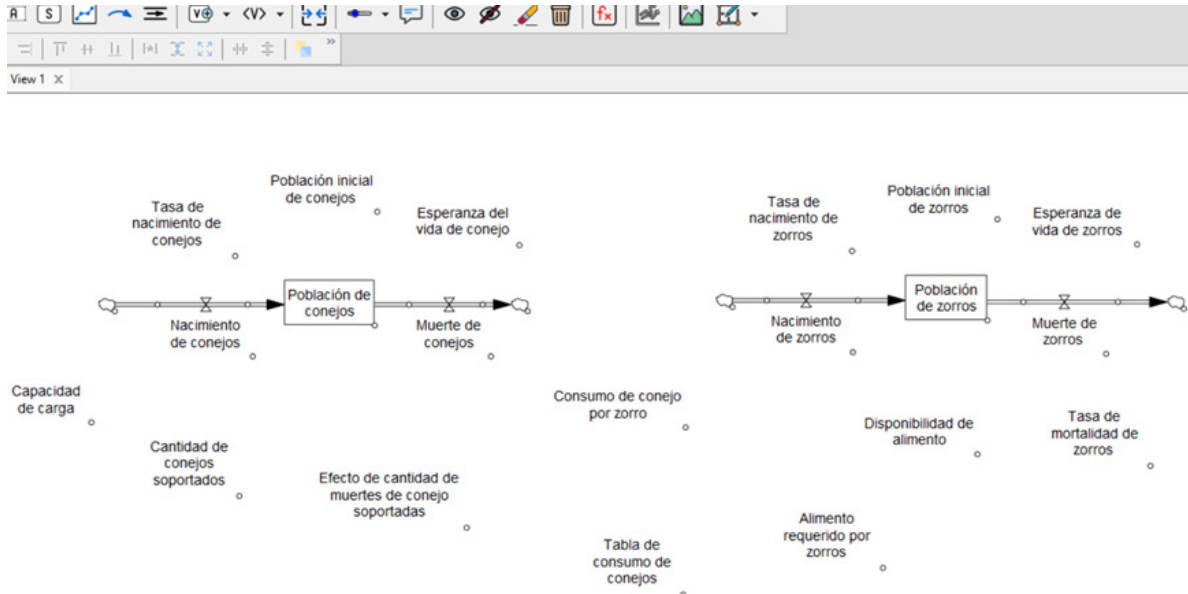 A
S
V
<V>
fx
»
View 1 X
Población inicial
de conejos
Tasa de
nacimiento de
conejos
Esperanza del
vida de conejo
Población de
conejos
Nacimiento
de conejos
Muerte de
conejos
Capacidad
de carga
Cantidad de
conejos
soportados
Efecto de cantidad de
muertes de conejo
soportadas
Población inicial
de zorros
Tasa de
nacimiento de
zorros
Esperanza de
vida de zorros
Población
de zorros
Nacimiento
de zorros
Muerte de
zorros
Consumo de conejo
por zorro
Disponibilidad de
alimento
Tasa de
mortalidad de
zorros
Alimento
requerido por
zorros
Tabla de
consumo de
conejos